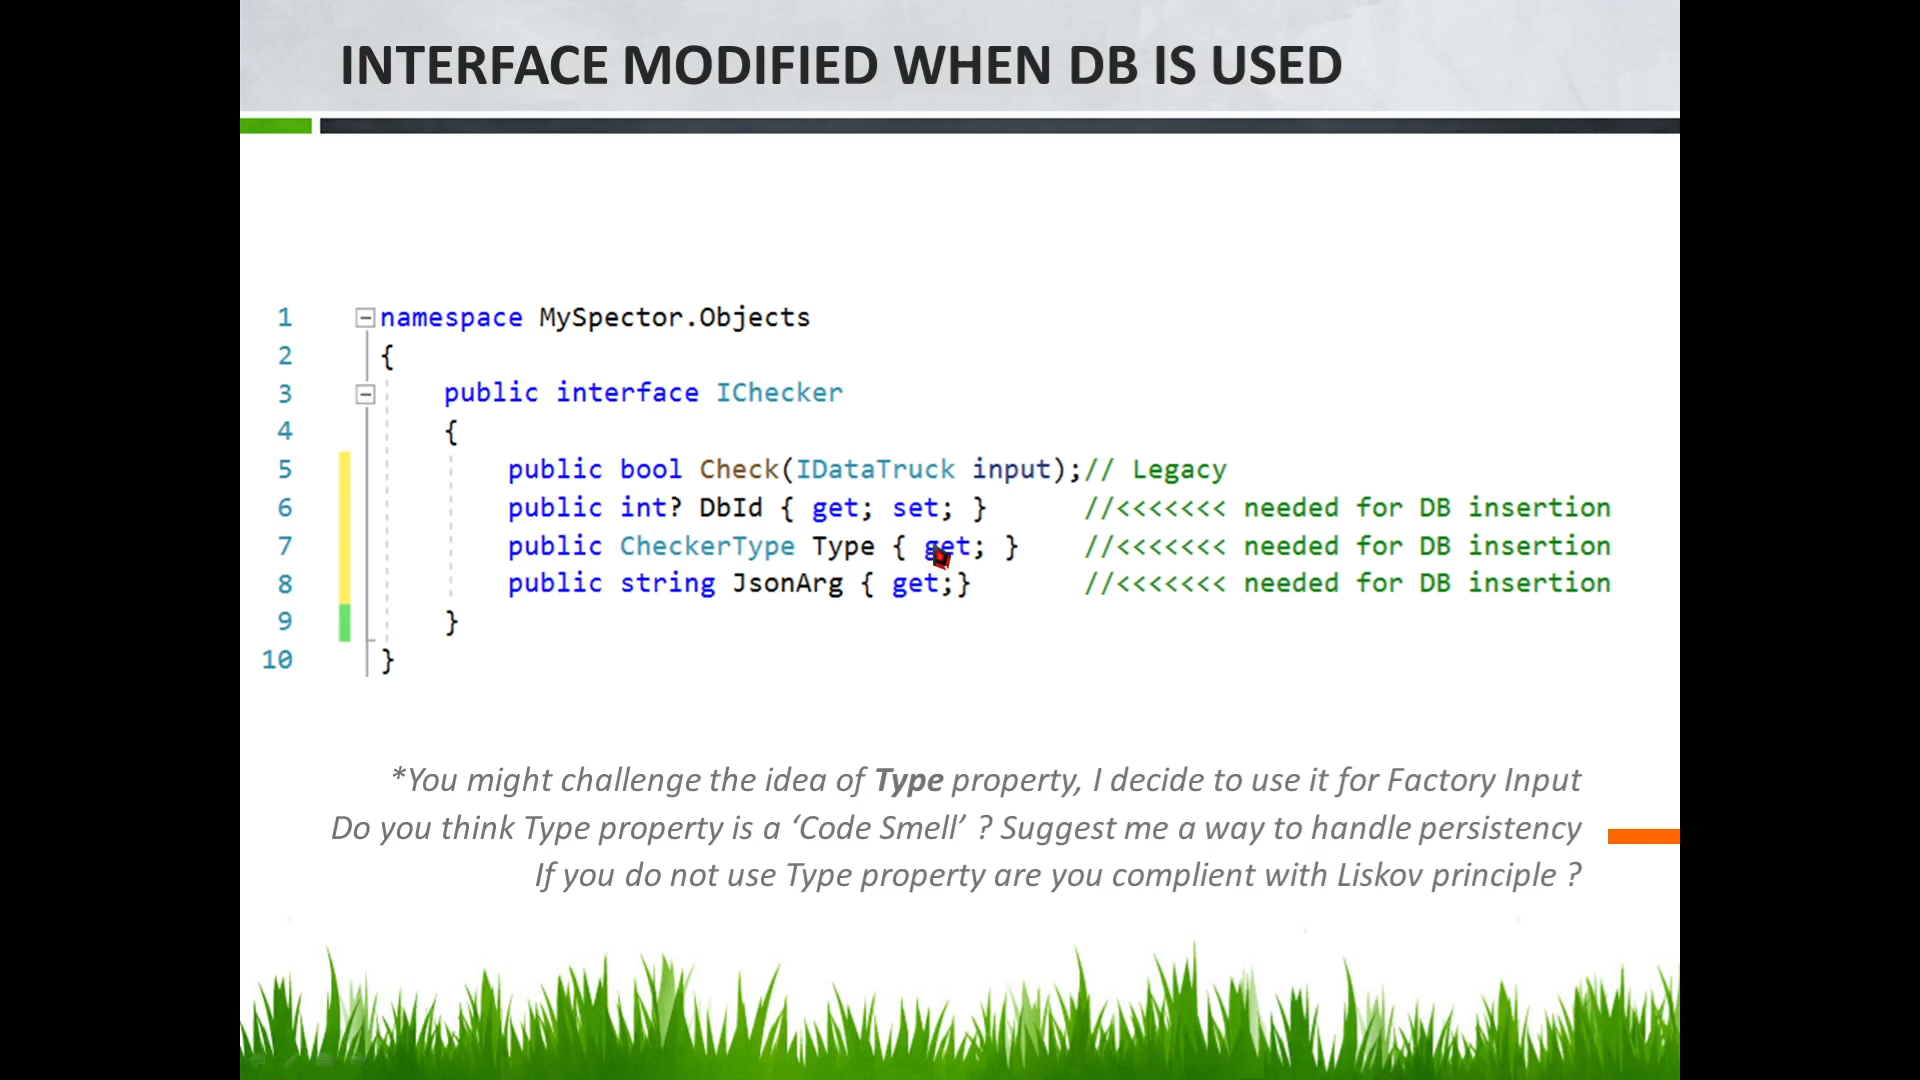 INTERFACE MODIFIED WHEN DB IS USED
1 namespace MySpector.Objects
2 {
3 public interface IChecker
4 {
5 public bool Check(IDataTruck input);// Legacy
6 public int? DbId { get; set; } //<<<<<<< needed for DB insertion
7 public CheckerType Type { get; } //<<<<<<< needed for DB insertion
8 public string JsonArg { get;} //<<<<<<< needed for DB insertion
9 }
10 }
*You might challenge the idea of Type property, I decide to use it for Factory Input
Do you think Type property is a ‘Code Smell’ ? Suggest me a way to handle persistency
If you do not use Type property are you complient with Liskov principle ?